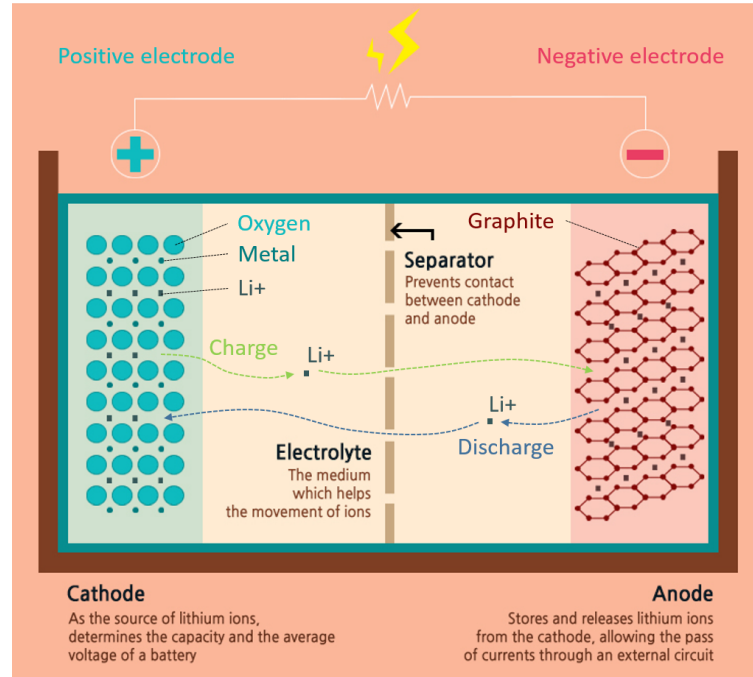 Positive electrode
Negative electrode
Oxygen
Metal
Li+
Graphite
Separator
Prevents contact
between cathode
and anode
Charge
Li+
Li+
Discharge
Electrolyte
The medium
which helps
the movement of ions
Cathode
As the source of lithium ions,
determines the capacity and the average
voltage of a battery
Anode
Stores and releases lithium ions
from the cathode, allowing the pass
of currents through an external circuit